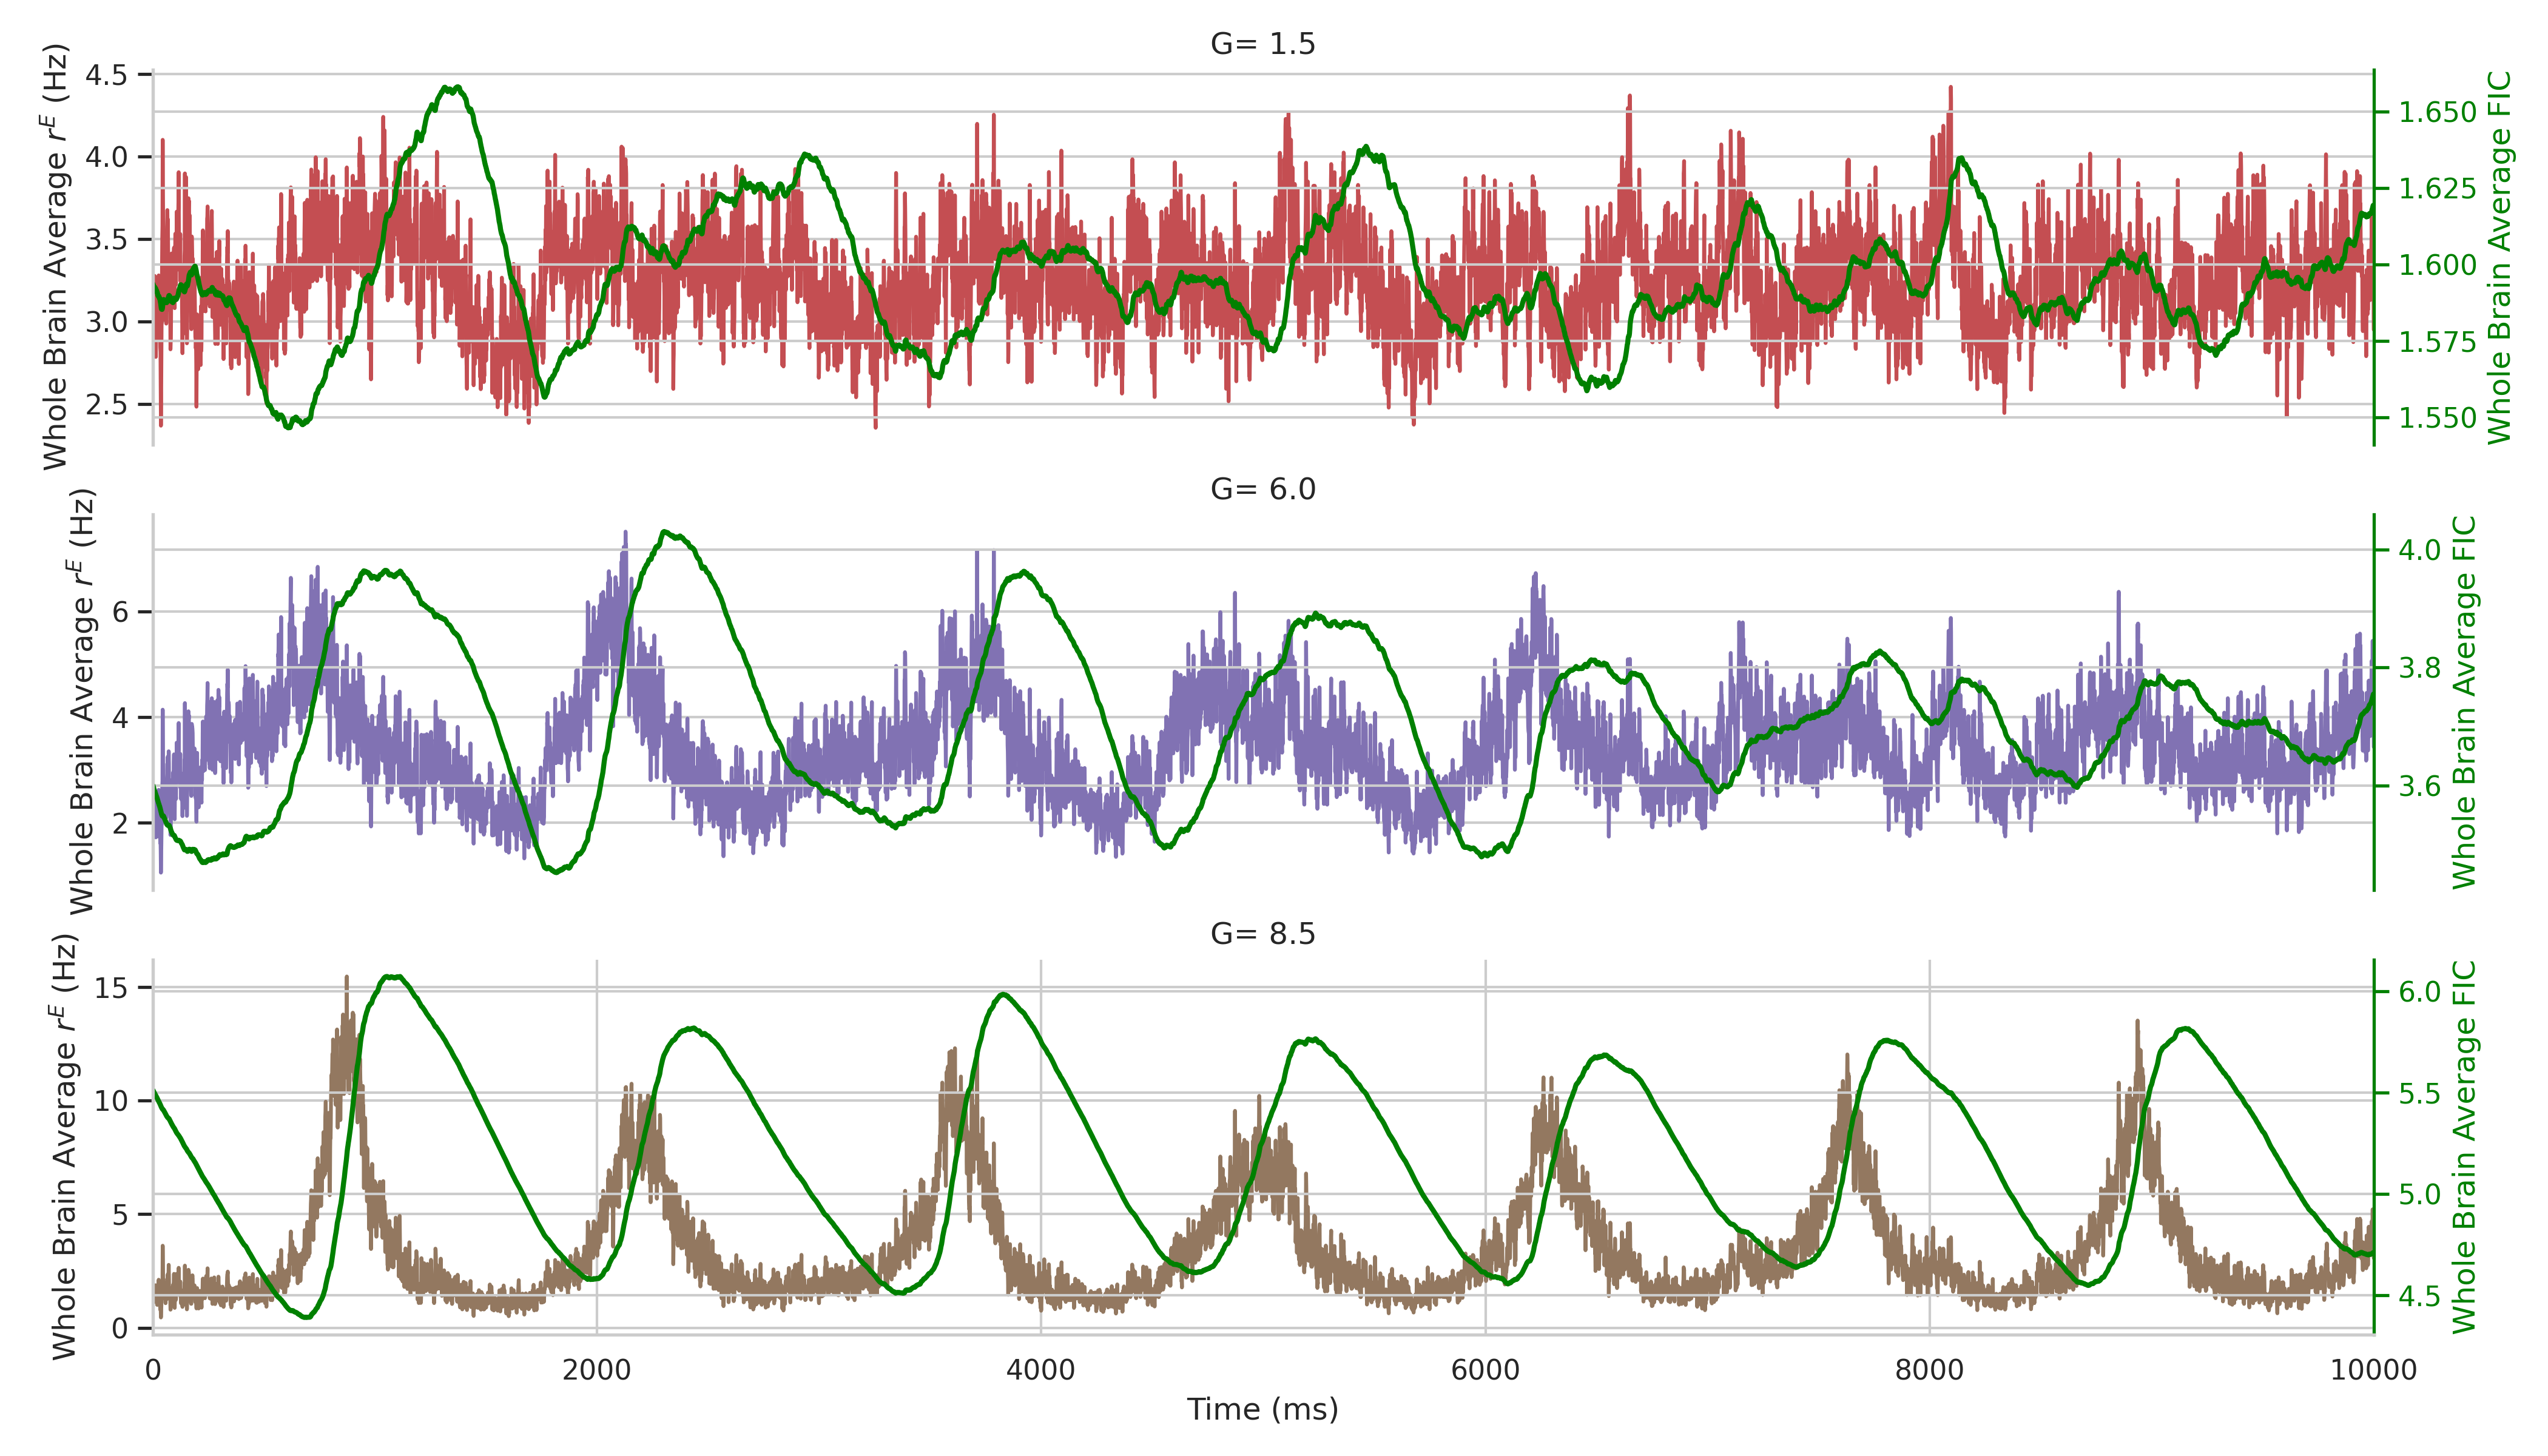 G= 1.5
Whole Brain Average r^E (Hz)
4.5
4.0
3.5
3.0
2.5
1.650
1.625
1.600
1.575
1.550
Whole Brain Average FIC
G= 6.0
Whole Brain Average r^E (Hz)
6
4
2
4.0
3.8
3.6
Whole Brain Average FIC
G= 8.5
Whole Brain Average r^E (Hz)
15
10
5
0
6.0
5.5
5.0
4.5
Whole Brain Average FIC
0 2000 4000 6000 8000 10000
Time (ms)